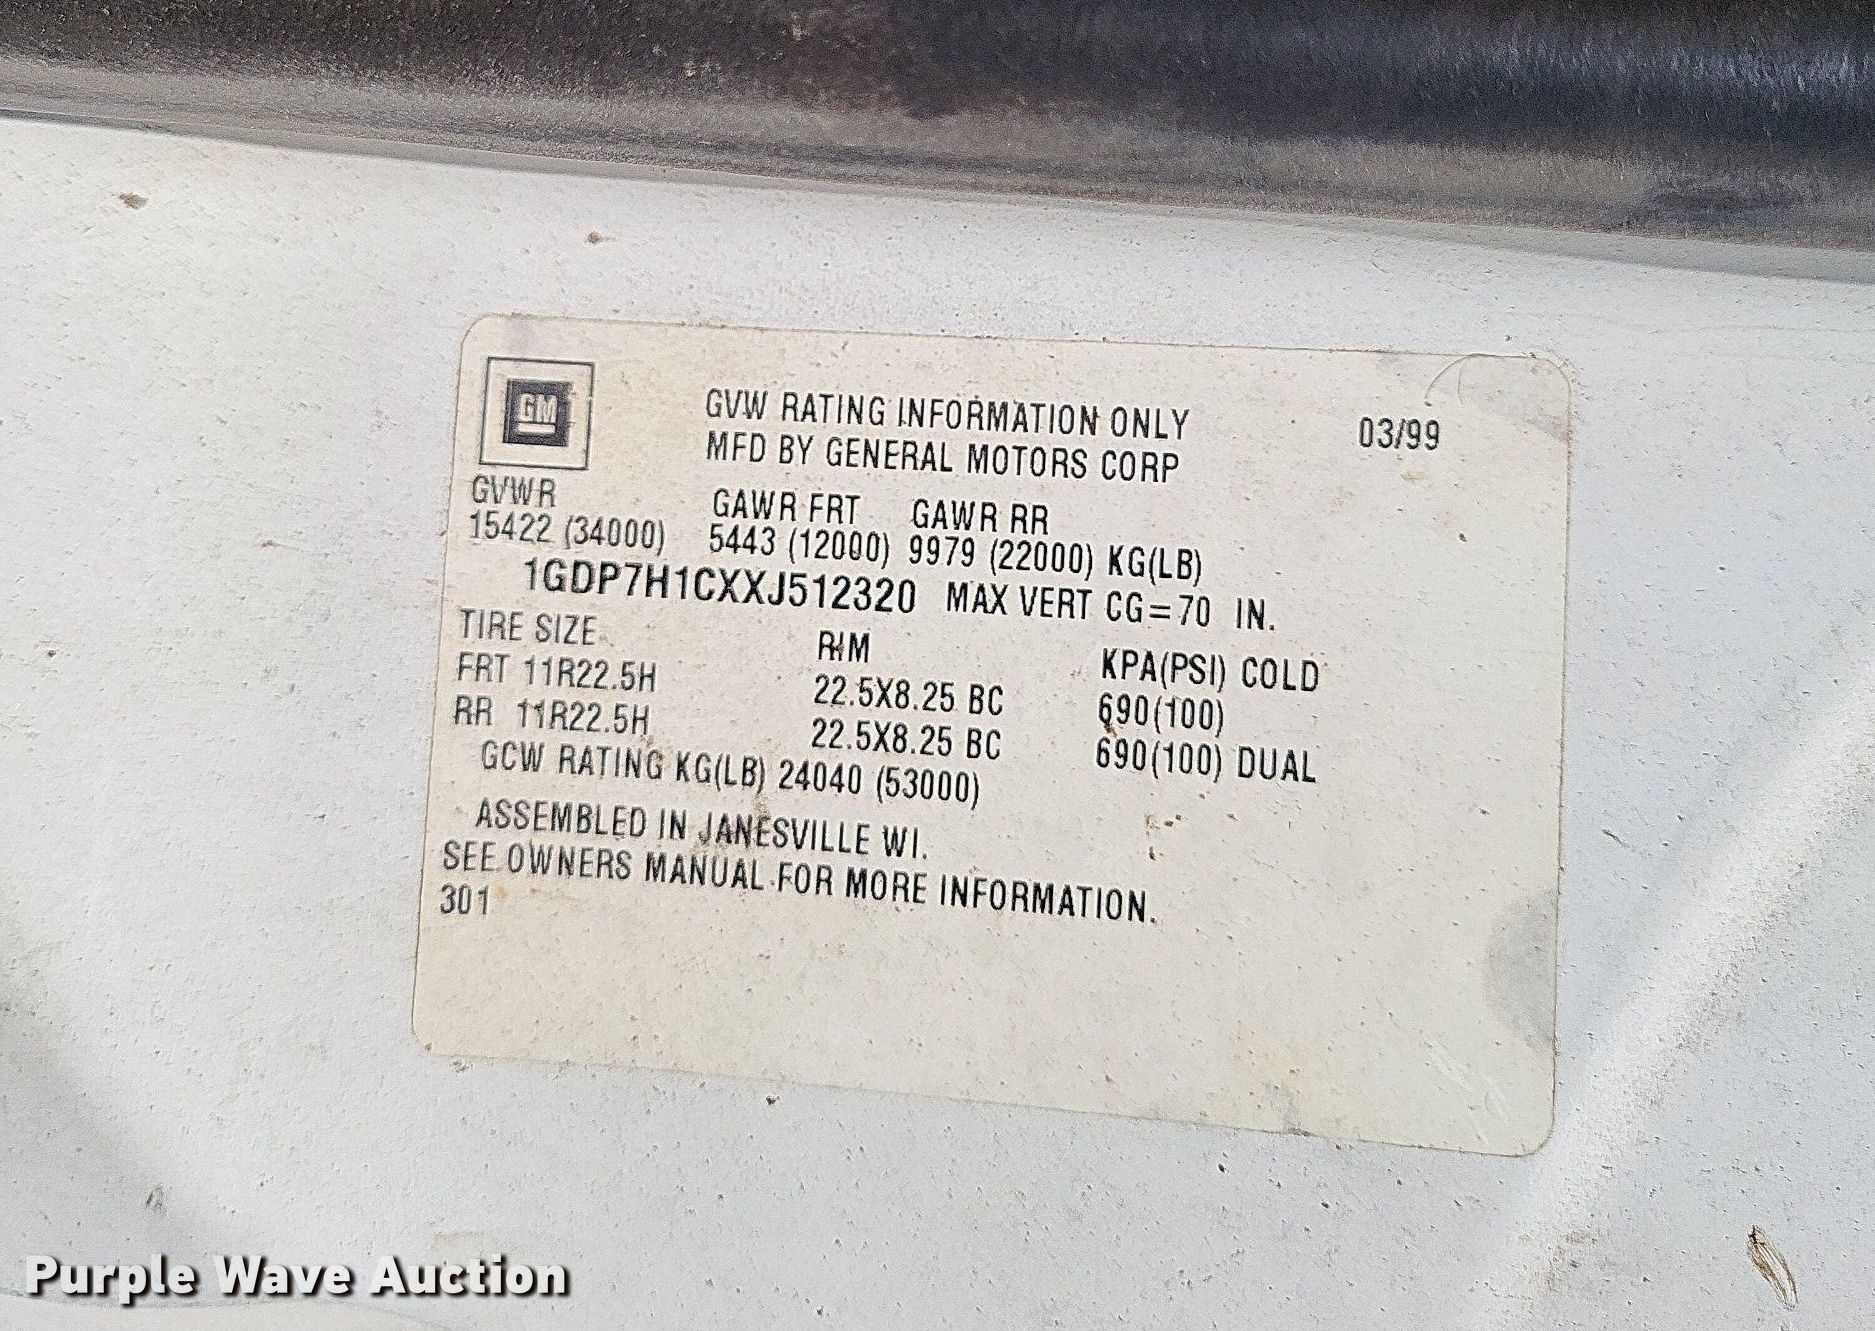 GM
GVW RATING INFORMATION ONLY 03/99
MFD BY GENERAL MOTORS CORP
GVWR GAWR FRT GAWR RR
15422 (34000) 5443 (12000) 9979 (22000) KG(LB)
1GDP7H1CXXJ512320 MAX VERT CG=70 IN.
TIRE SIZE RIM KPA(PSI) COLD
FRT 11R22.5H 22.5X8.25 BC 690(100)
RR 11R22.5H 22.5X8.25 BC 690(100) DUAL
GCW RATING KG(LB) 24040 (53000)
ASSEMBLED IN JANESVILLE WI.
SEE OWNERS MANUAL FOR MORE INFORMATION.
301
Purple Wave Auction